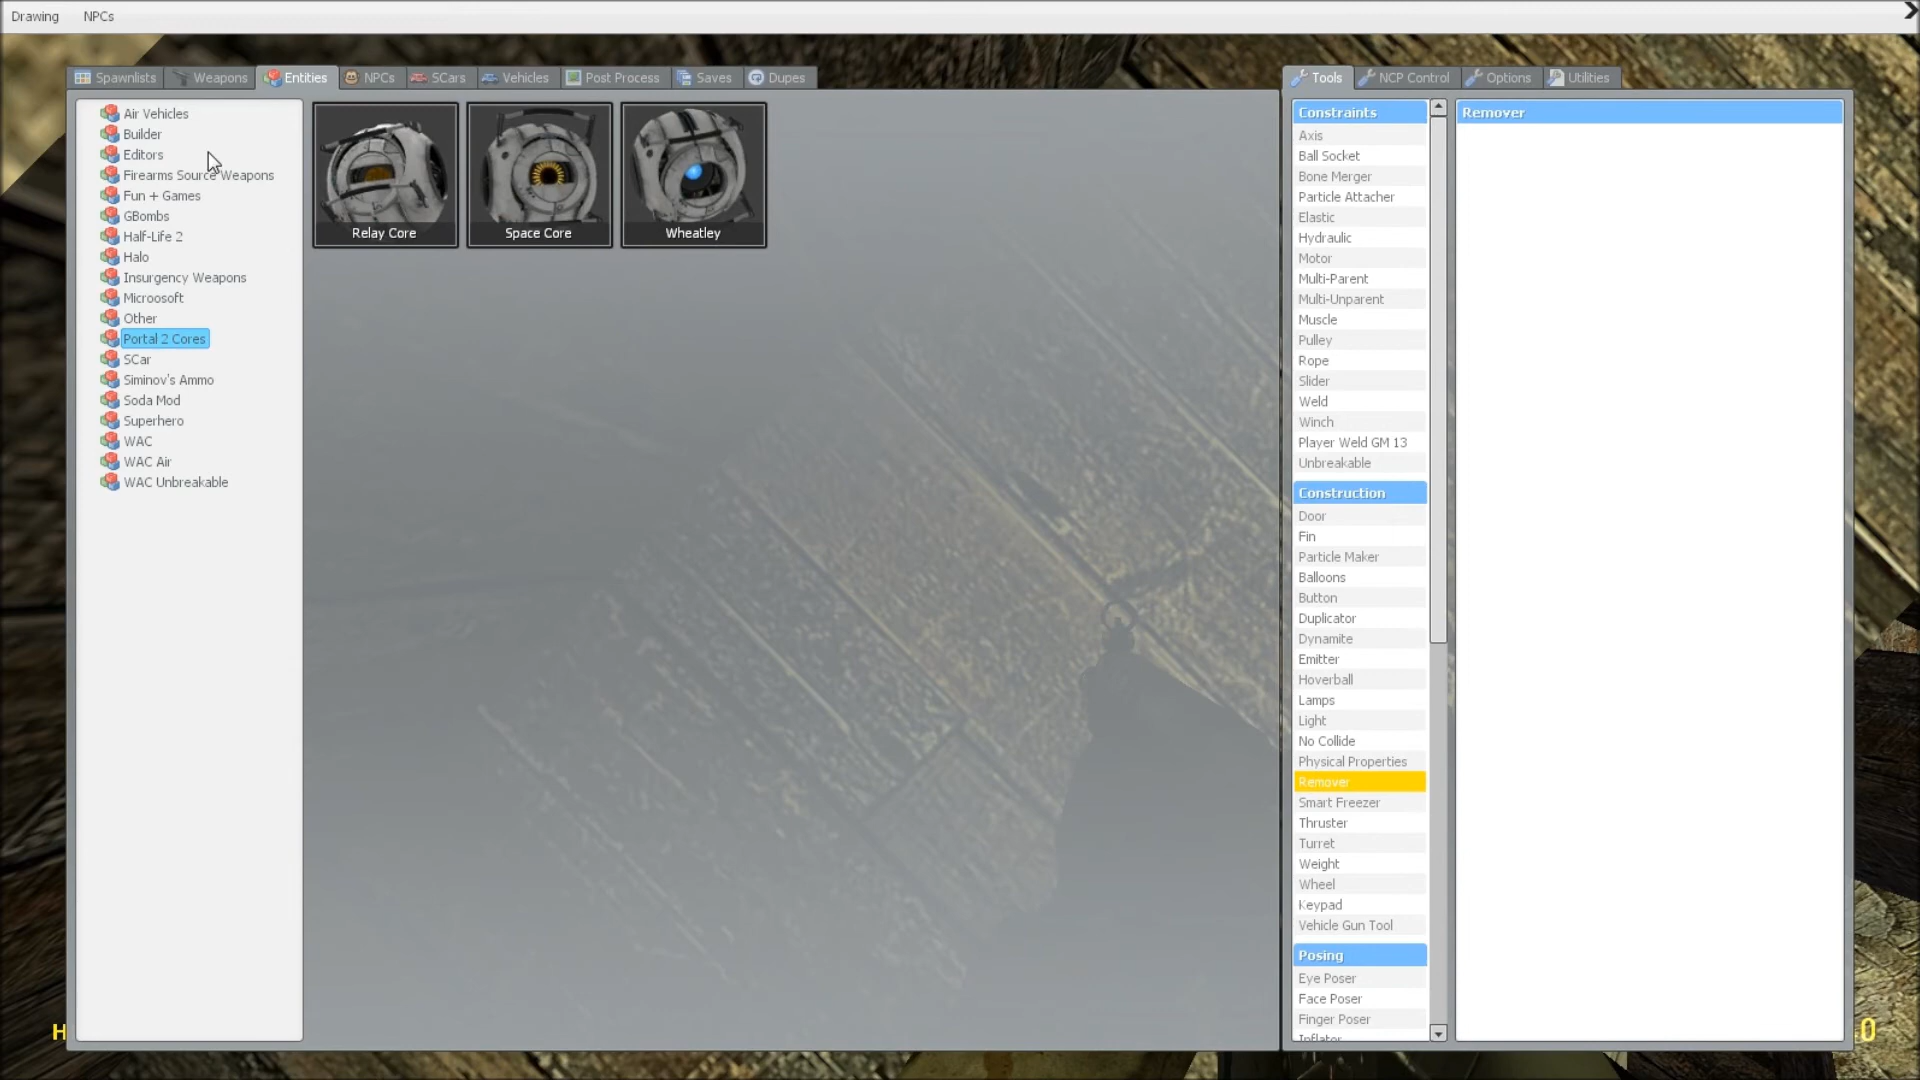 Drawing NPCs
Spawnlists Weapons Entities NPCs SCars Vehicles Post Process Saves Dupes
Air Vehicles
Builder
Editors
Firearms Source Weapons
Fun + Games
GBombs
Half-Life 2
Halo
Insurgency Weapons
Microosoft
Other
Portal 2 Cores
SCar
Siminov's Ammo
Soda Mod
Superhero
WAC
WAC Air
WAC Unbreakable
Relay Core
Space Core
Wheatley
Tools NCP Control Options Utilities
Constraints
Axis
Ball Socket
Bone Merger
Particle Attacher
Elastic
Hydraulic
Motor
Multi-Parent
Multi-Unparent
Muscle
Pulley
Rope
Slider
Weld
Winch
Player Weld GM 13
Unbreakable
Construction
Door
Fin
Particle Maker
Balloons
Button
Duplicator
Dynamite
Emitter
Hoverball
Lamps
Light
No Collide
Physical Properties
Remover
Smart Freezer
Thruster
Turret
Weight
Wheel
Keypad
Vehicle Gun Tool
Posing
Eye Poser
Face Poser
Finger Poser
Inflator
Remover
H
0